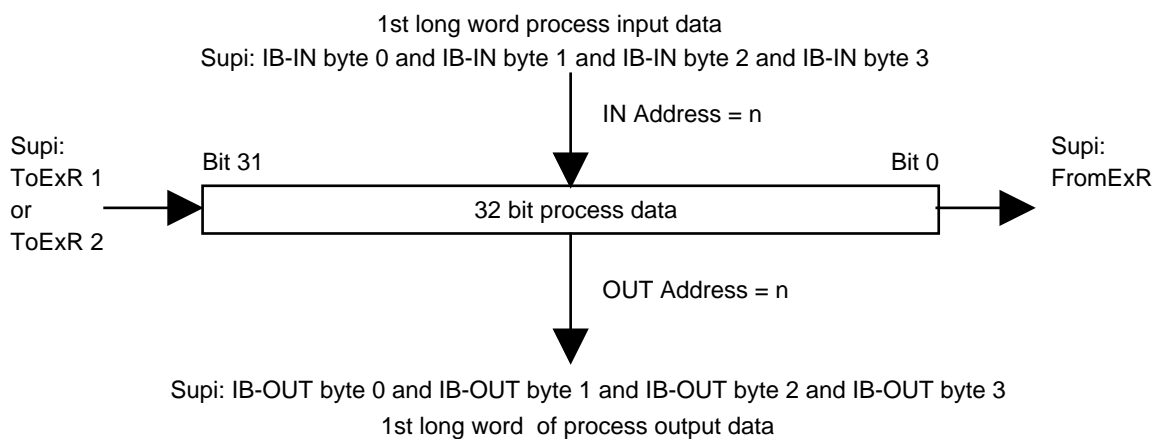 1st long word process input data
Supi: IB-IN byte 0 and IB-IN byte 1 and IB-IN byte 2 and IB-IN byte 3
IN Address = n
Supi:
ToExR 1
or
ToExR 2
Bit 31
Bit 0
Supi:
FromExR
32 bit process data
OUT Address = n
Supi: IB-OUT byte 0 and IB-OUT byte 1 and IB-OUT byte 2 and IB-OUT byte 3
1st long word of process output data